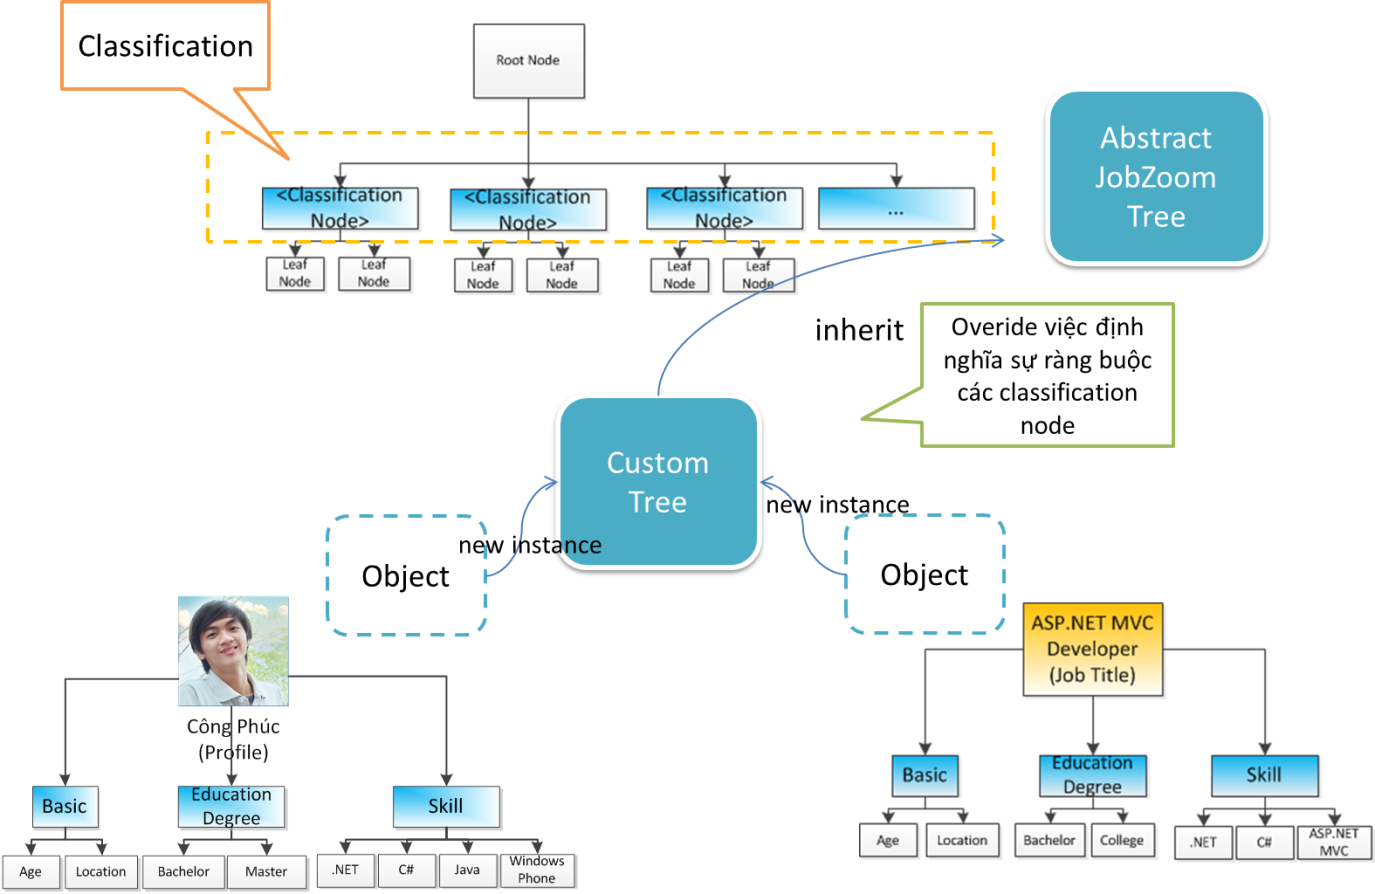 Classification
Root Node
Abstract
JobZoom
Tree
<Classification
Node>
<Classification
Node>
<Classification
Node>
...
Leaf
Node
Leaf
Node
Leaf
Node
Leaf
Node
Leaf
Node
Leaf
Node
inherit
Overide việc định
nghĩa sự ràng buộc
các classification
node
Custom
Tree
new instance
new instance
Object
Object
Công Phúc
(Profile)
Basic
Education
Degree
Skill
Age
Location
Bachelor
Master
.NET
C#
Java
Windows
Phone
ASP.NET MVC
Developer
(Job Title)
Basic
Education
Degree
Skill
Age
Location
Bachelor
College
.NET
C#
ASP.NET
MVC